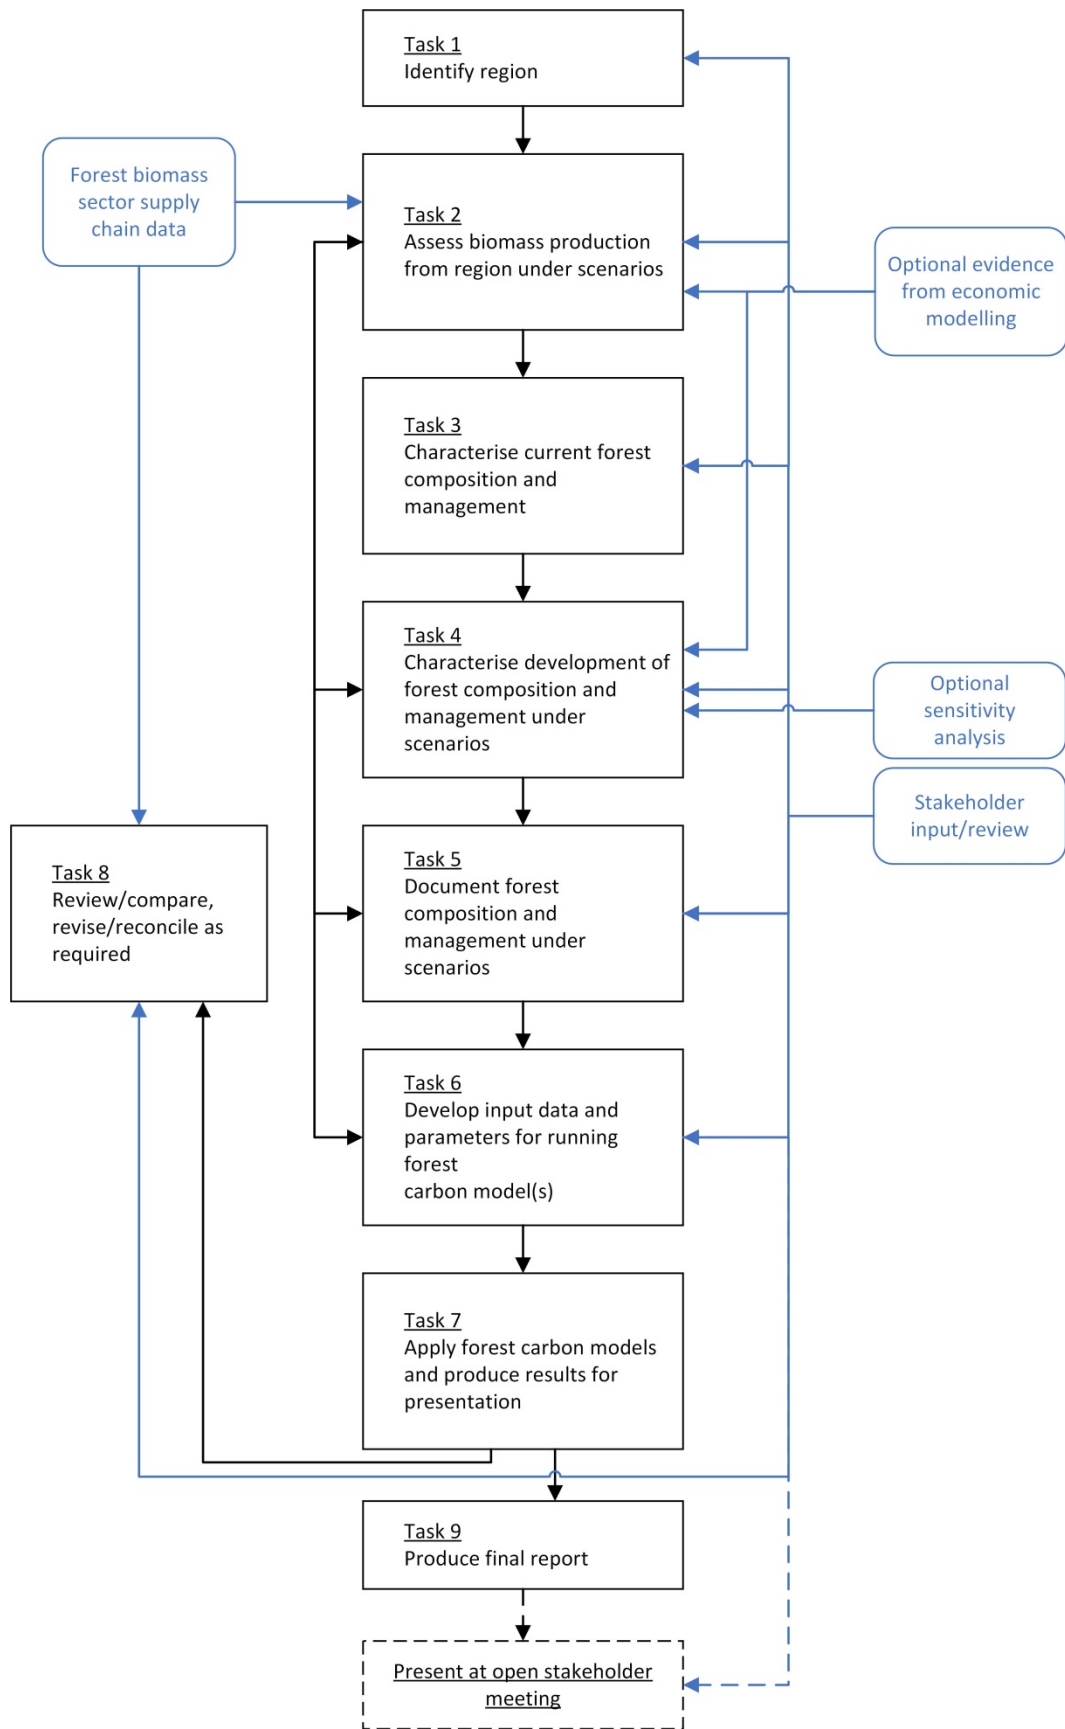 Task 1
Identify region
Forest biomass
sector supply
chain data
Task 2
Assess biomass production
from region under scenarios
Optional evidence
from economic
modelling
Task 3
Characterise current forest
composition and
management
Task 4
Characterise development of
forest composition and
management under
scenarios
Optional
sensitivity
analysis
Stakeholder
input/review
Task 8
Review/compare,
revise/reconcile as
required
Task 5
Document forest
composition and
management under
scenarios
Task 6
Develop input data and
parameters for running
forest
carbon model(s)
Task 7
Apply forest carbon models
and produce results for
presentation
Task 9
Produce final report
Present at open stakeholder
meeting